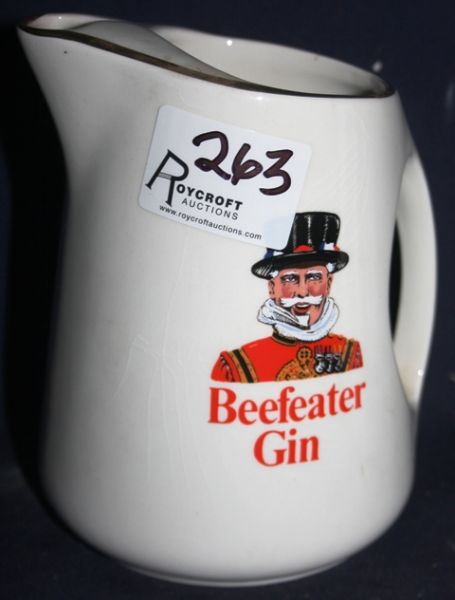 263
ROYCROFT
AUCTIONS
www.roycroftauctions.com
Beefeater
Gin